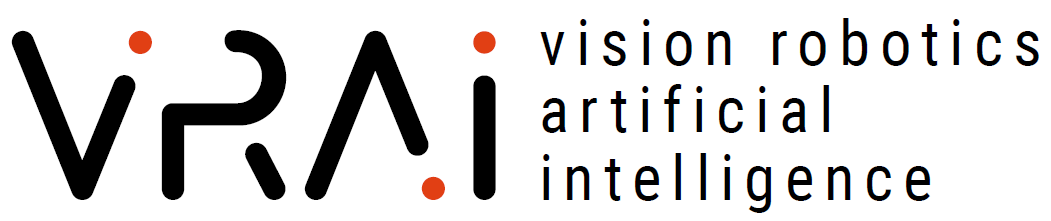 VRAI
vision robotics
artificial
intelligence